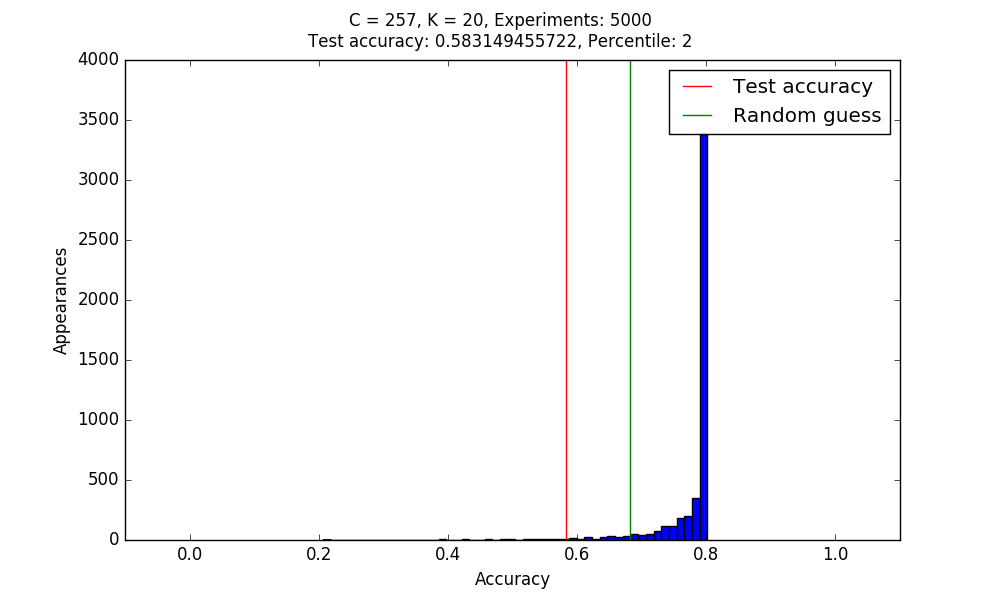 C = 257, K = 20, Experiments: 5000
Test accuracy: 0.583149455722, Percentile: 2
4000
3500
3000
2500
2000
1500
1000
500
0
Appearances
Test accuracy
Random guess
0.0 0.2 0.4 0.6 0.8 1.0
Accuracy